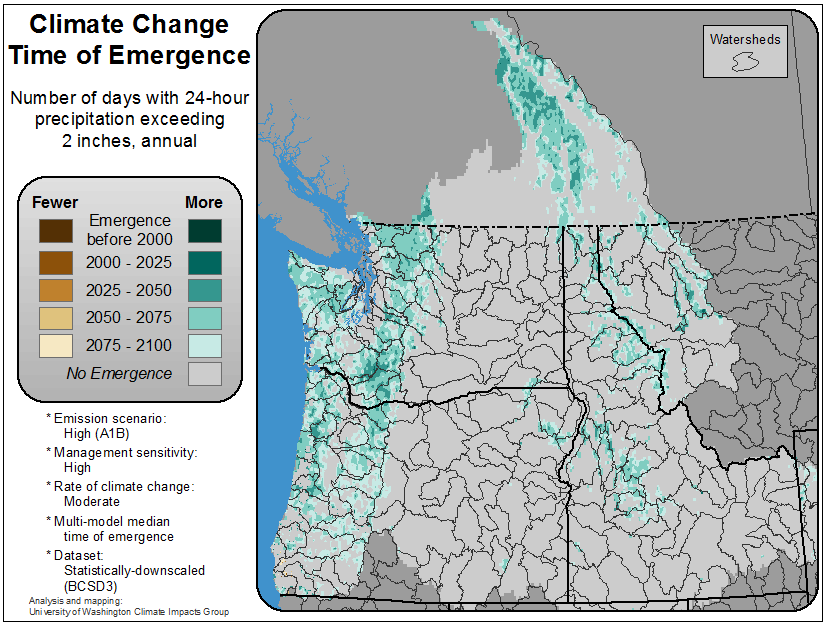 Climate Change
Time of Emergence
Number of days with 24-hour
precipitation exceeding
2 inches, annual
Fewer More
Emergence
before 2000
2000 - 2025
2025 - 2050
2050 - 2075
2075 - 2100
No Emergence
* Emission scenario:
High (A1B)
* Management sensitivity:
High
* Rate of climate change:
Moderate
* Multi-model median
time of emergence
* Dataset:
Statistically-downscaled
(BCSD3)
Analysis and mapping:
University of Washington Climate Impacts Group
Watersheds